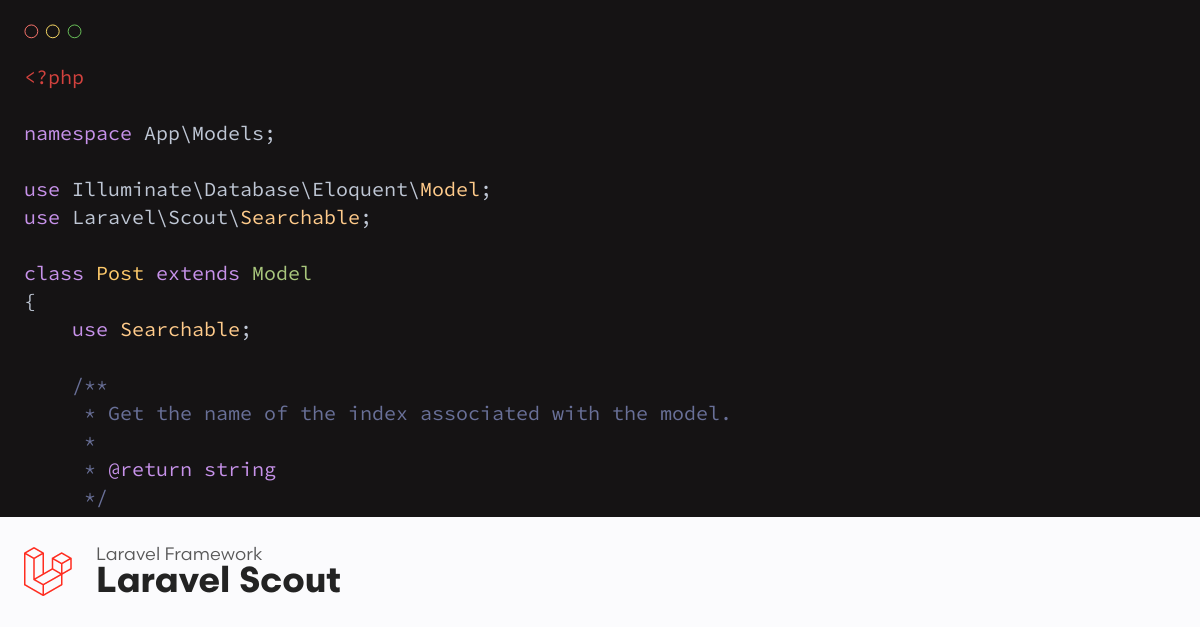 <?php
namespace App\Models;
use Illuminate\Database\Eloquent\Model;
use Laravel\Scout\Searchable;
class Post extends Model
{
    use Searchable;
    /**
     * Get the name of the index associated with the model.
     *
     * @return string
     */
Laravel Framework
Laravel Scout